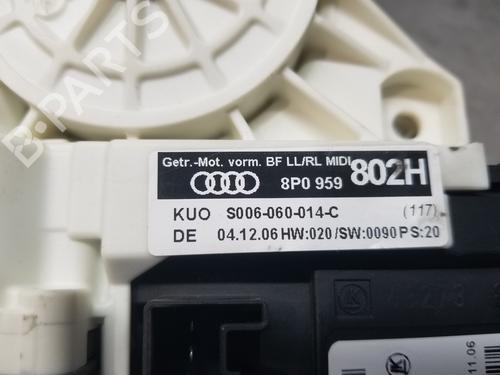 Getr.-Mot. vorm. BF LL/RL MIDI
8P0 959 802H
KUO S006-060-014-C (117)
DE 04.12.06 HW:020/SW:0090 PS:20
11.06